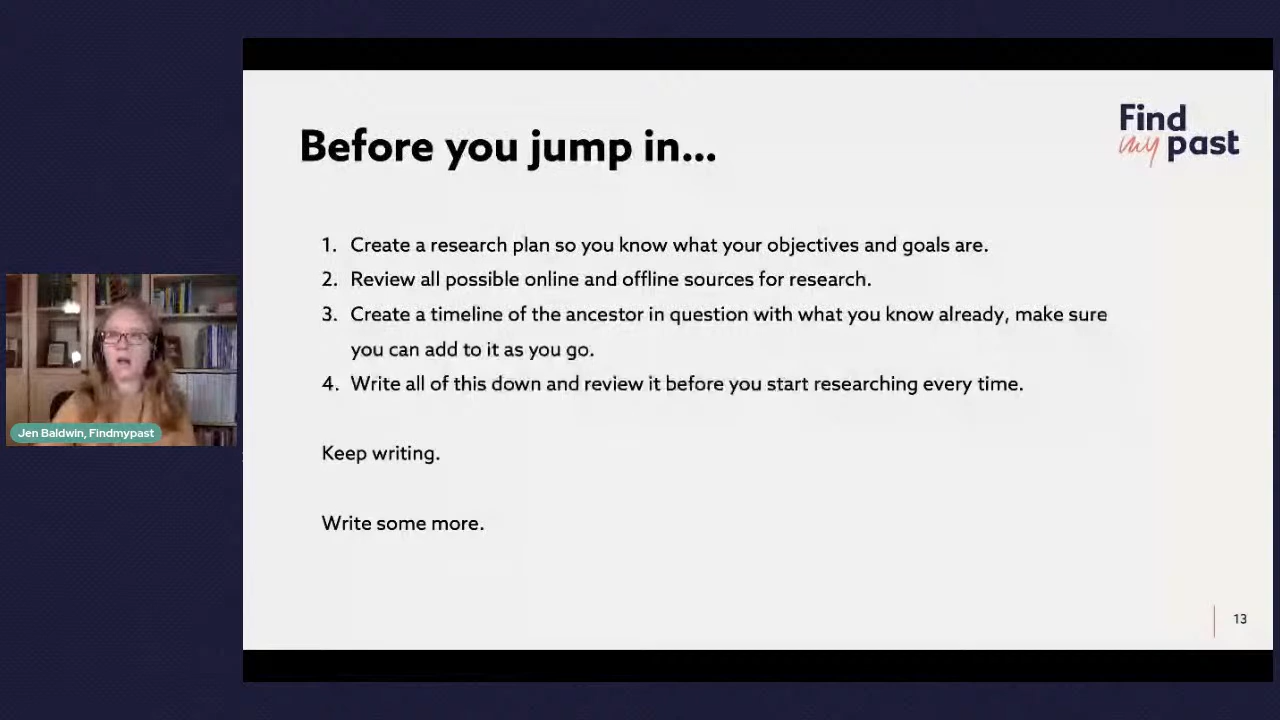 Before you jump in...
Find
my past
1. Create a research plan so you know what your objectives and goals are.
2. Review all possible online and offline sources for research.
3. Create a timeline of the ancestor in question with what you know already, make sure
you can add to it as you go.
4. Write all of this down and review it before you start researching every time.
Keep writing.
Write some more.
Jen Baldwin, Findmypast
13